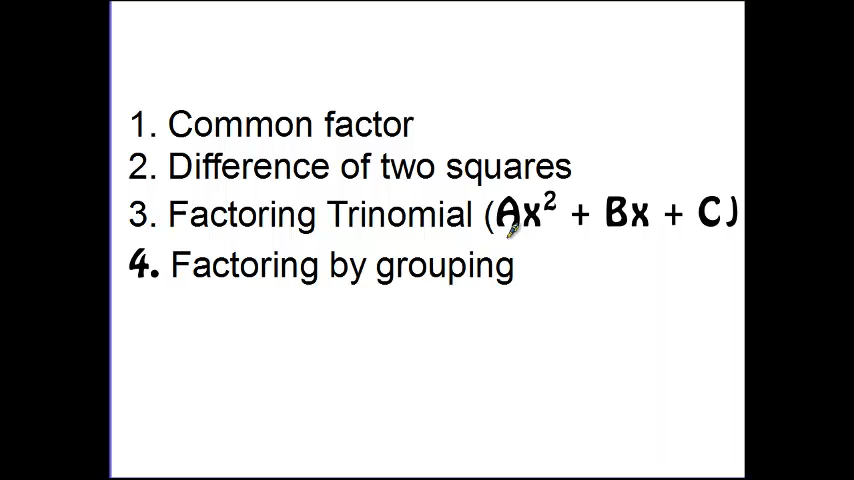 1. Common factor
2. Difference of two squares
3. Factoring Trinomial (Ax² + Bx + C)
4. Factoring by grouping